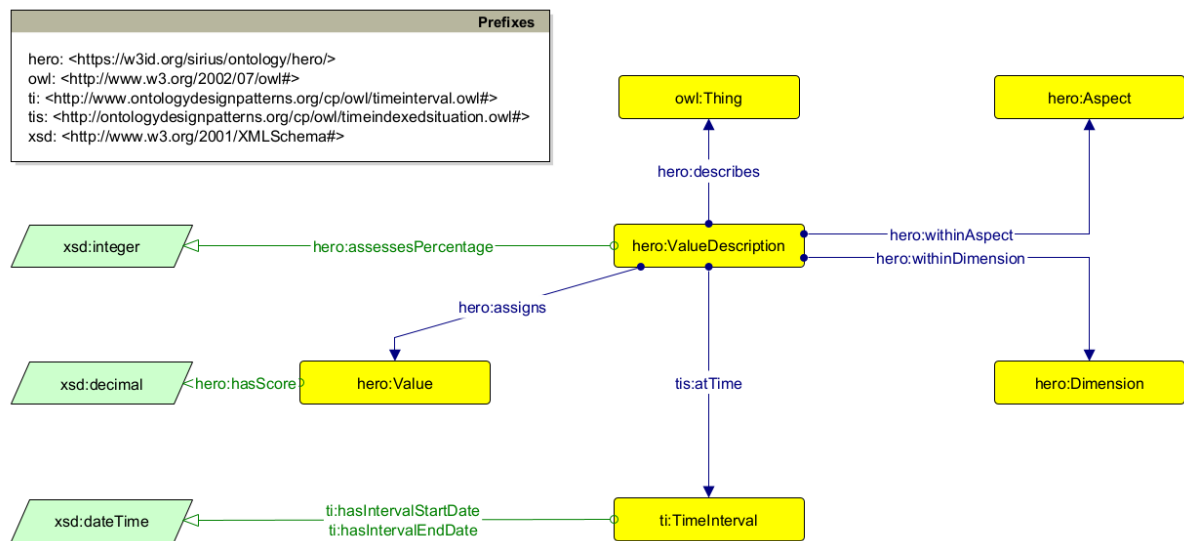 Prefixes
hero: <https://w3id.org/sirius/ontology/hero/>
owl: <http://www.w3.org/2002/07/owl#>
ti: <http://www.ontologydesignpatterns.org/cp/owl/timeinterval.owl#>
tis: <http://ontologydesignpatterns.org/cp/owl/timeindexedsituation.owl#>
xsd: <http://www.w3.org/2001/XMLSchema#>
owl:Thing
hero:Aspect
hero:describes
xsd:integer
hero:assessesPercentage
hero:ValueDescription
hero:withinAspect
hero:withinDimension
hero:assigns
xsd:decimal
hero:hasScore
hero:Value
tis:atTime
hero:Dimension
xsd:dateTime
ti:hasIntervalStartDate
ti:hasIntervalEndDate
ti:TimeInterval